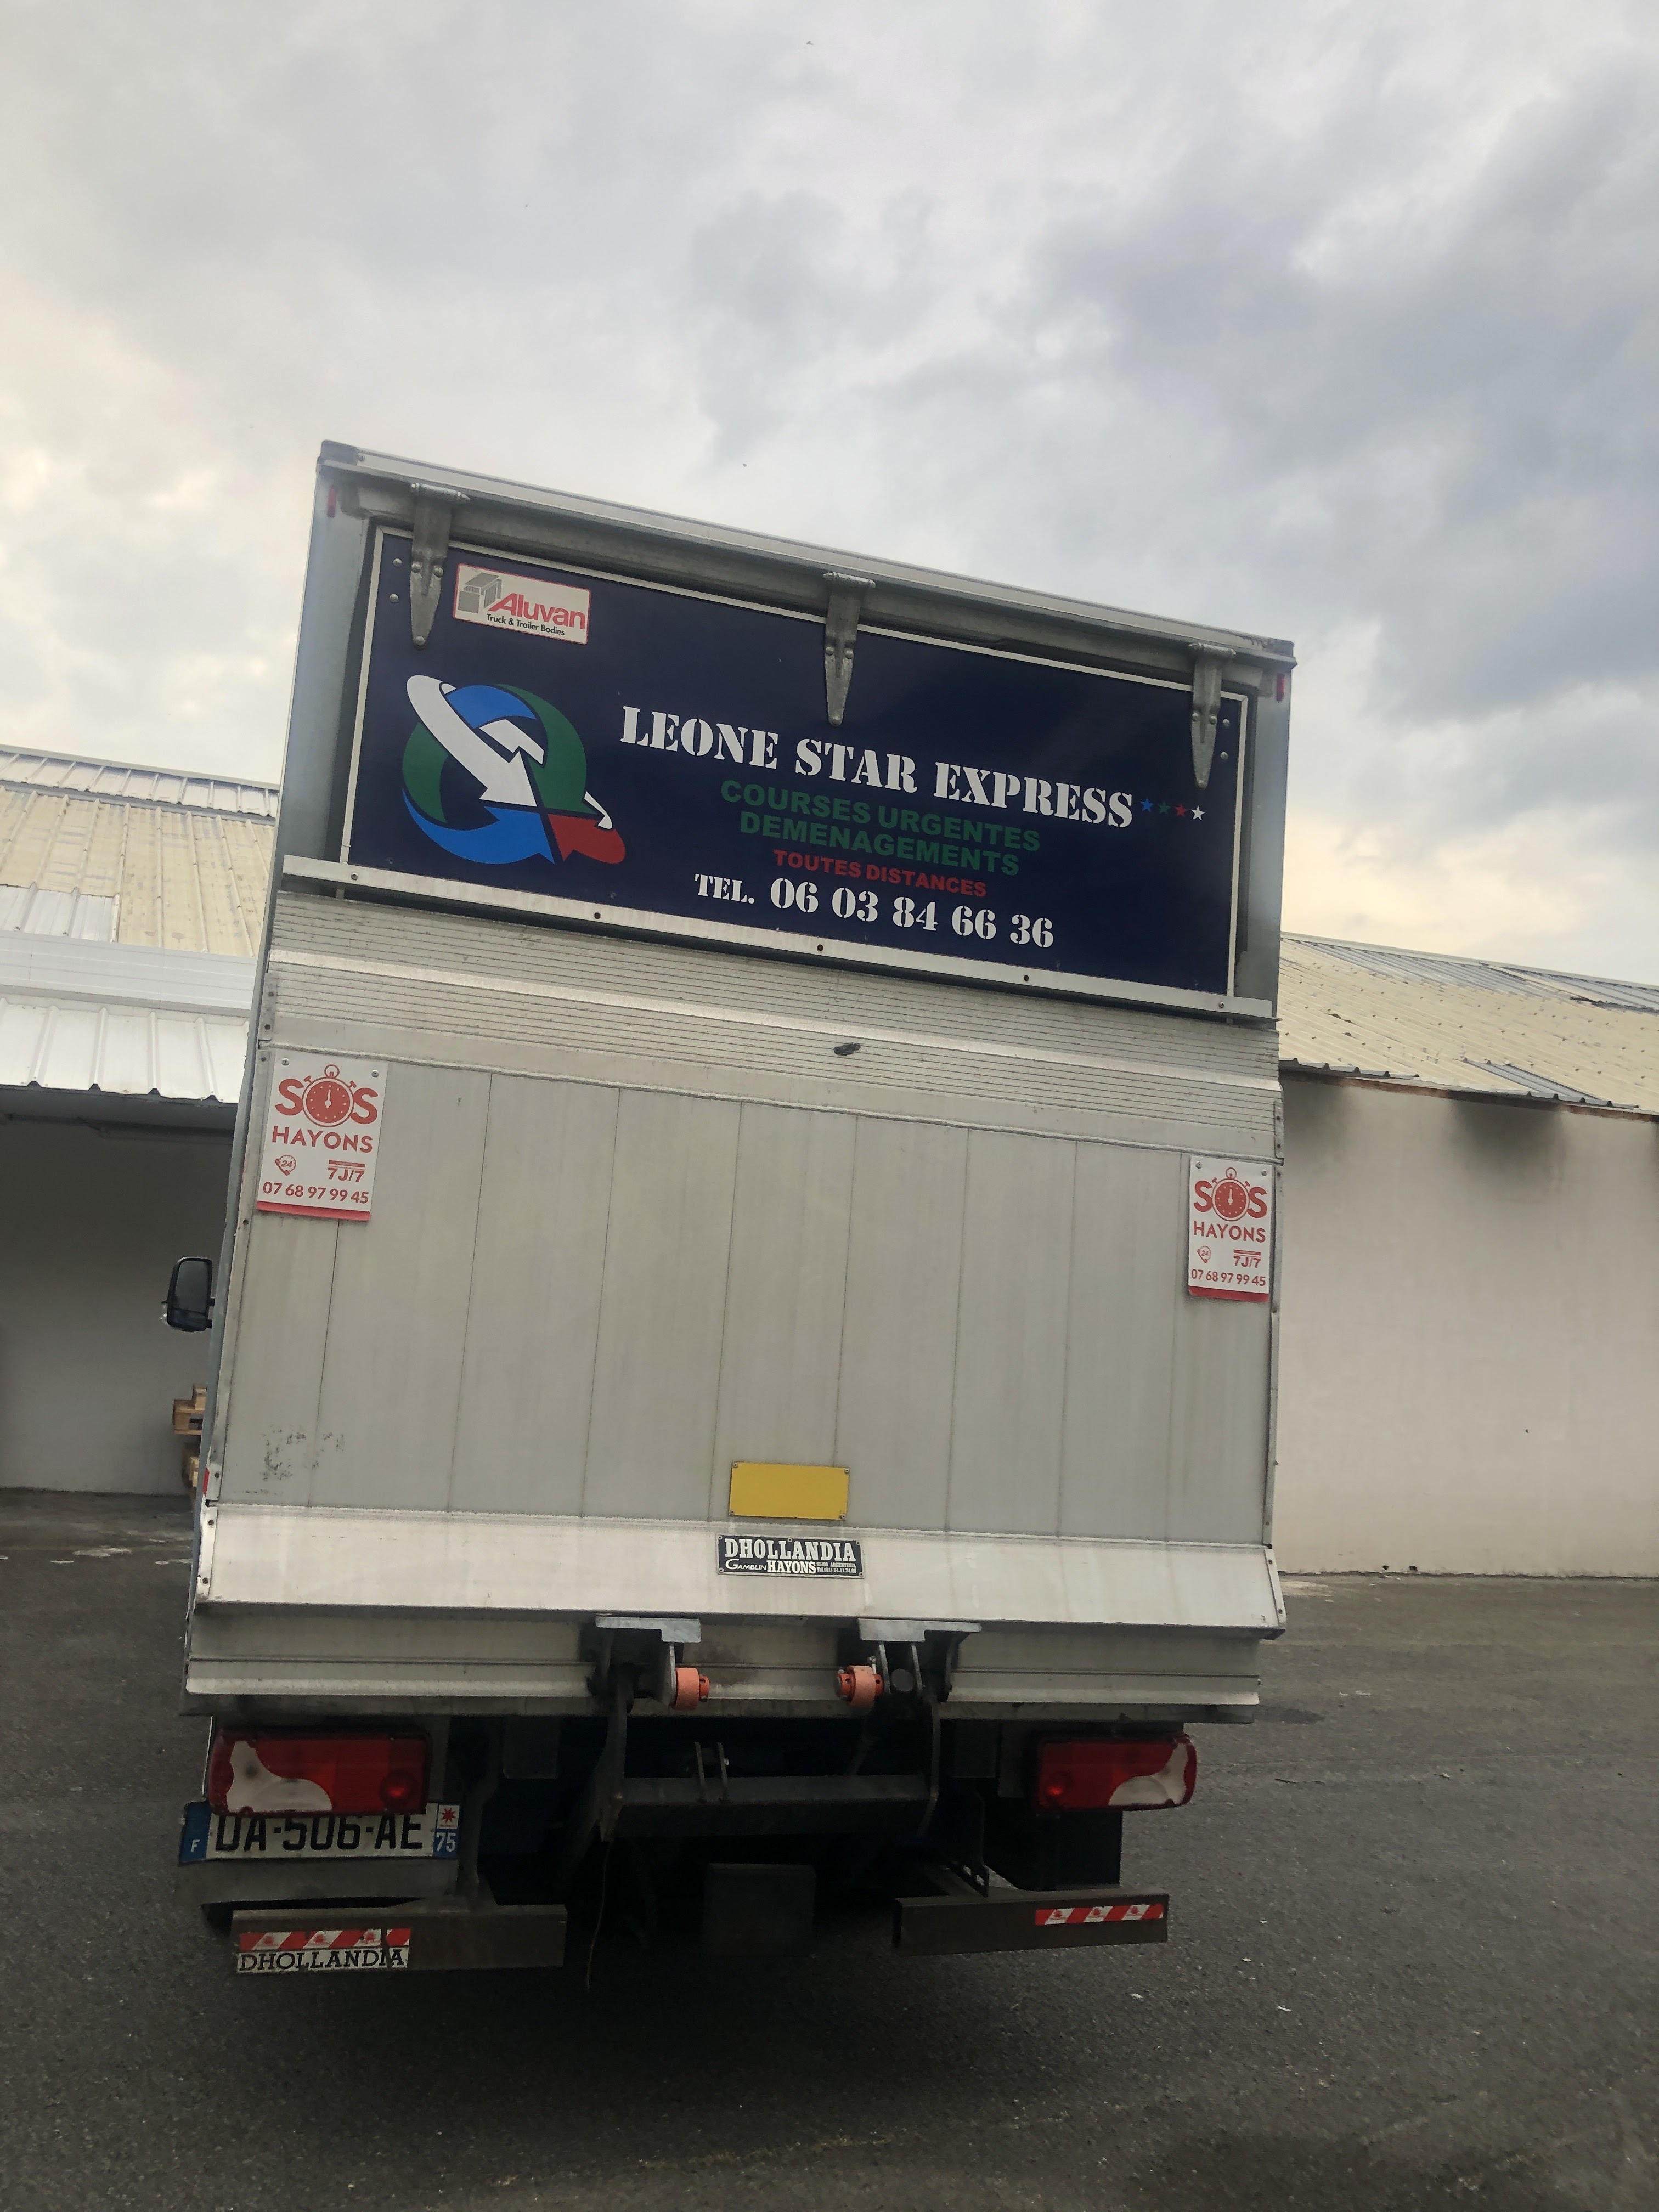 Aluvan
Truck & Trailer Bodies
LEONE STAR EXPRESS
COURSES URGENTES
DEMENAGEMENTS
TOUTES DISTANCES
TEL. 06 03 84 66 36
SOS
HAYONS
24
7J/7
07 68 97 99 45
SOS
HAYONS
24
7J/7
07 68 97 99 45
DHOLLANDIA
GAMBLIN HAYONS
F DA-506-AE 75
DHOLLANDIA